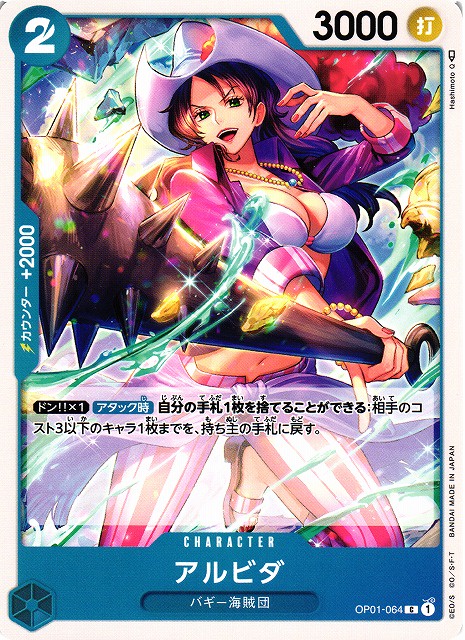 2
3000
打
Hashimoto Q
カウンター +2000
ドン!!×1 アタック時 自分の手札1枚を捨てることができる:相手のコ
スト3以下のキャラ1枚までを、持ち主の手札に戻す。
CHARACTER
アルビダ
バギー海賊団
OP01-064 C 1
©E.O/S ©O/S・F・T BANDAI MADE IN JAPAN